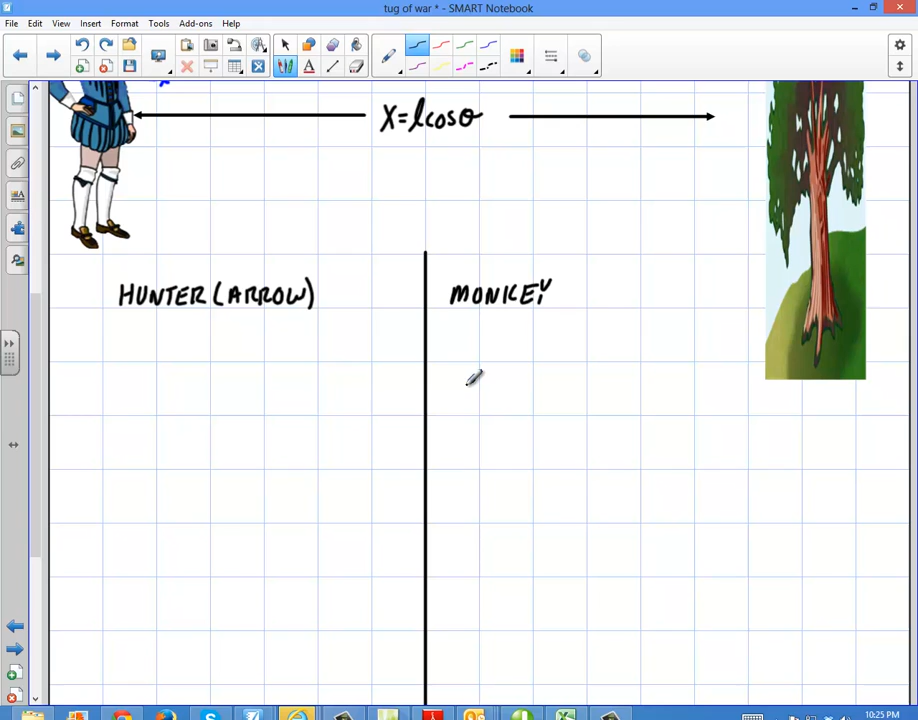 tug of war * - SMART Notebook
File Edit View Insert Format Tools Add-ons Help
X=lcosθ
HUNTER(ARROW)
MONKEY
10:25 PM